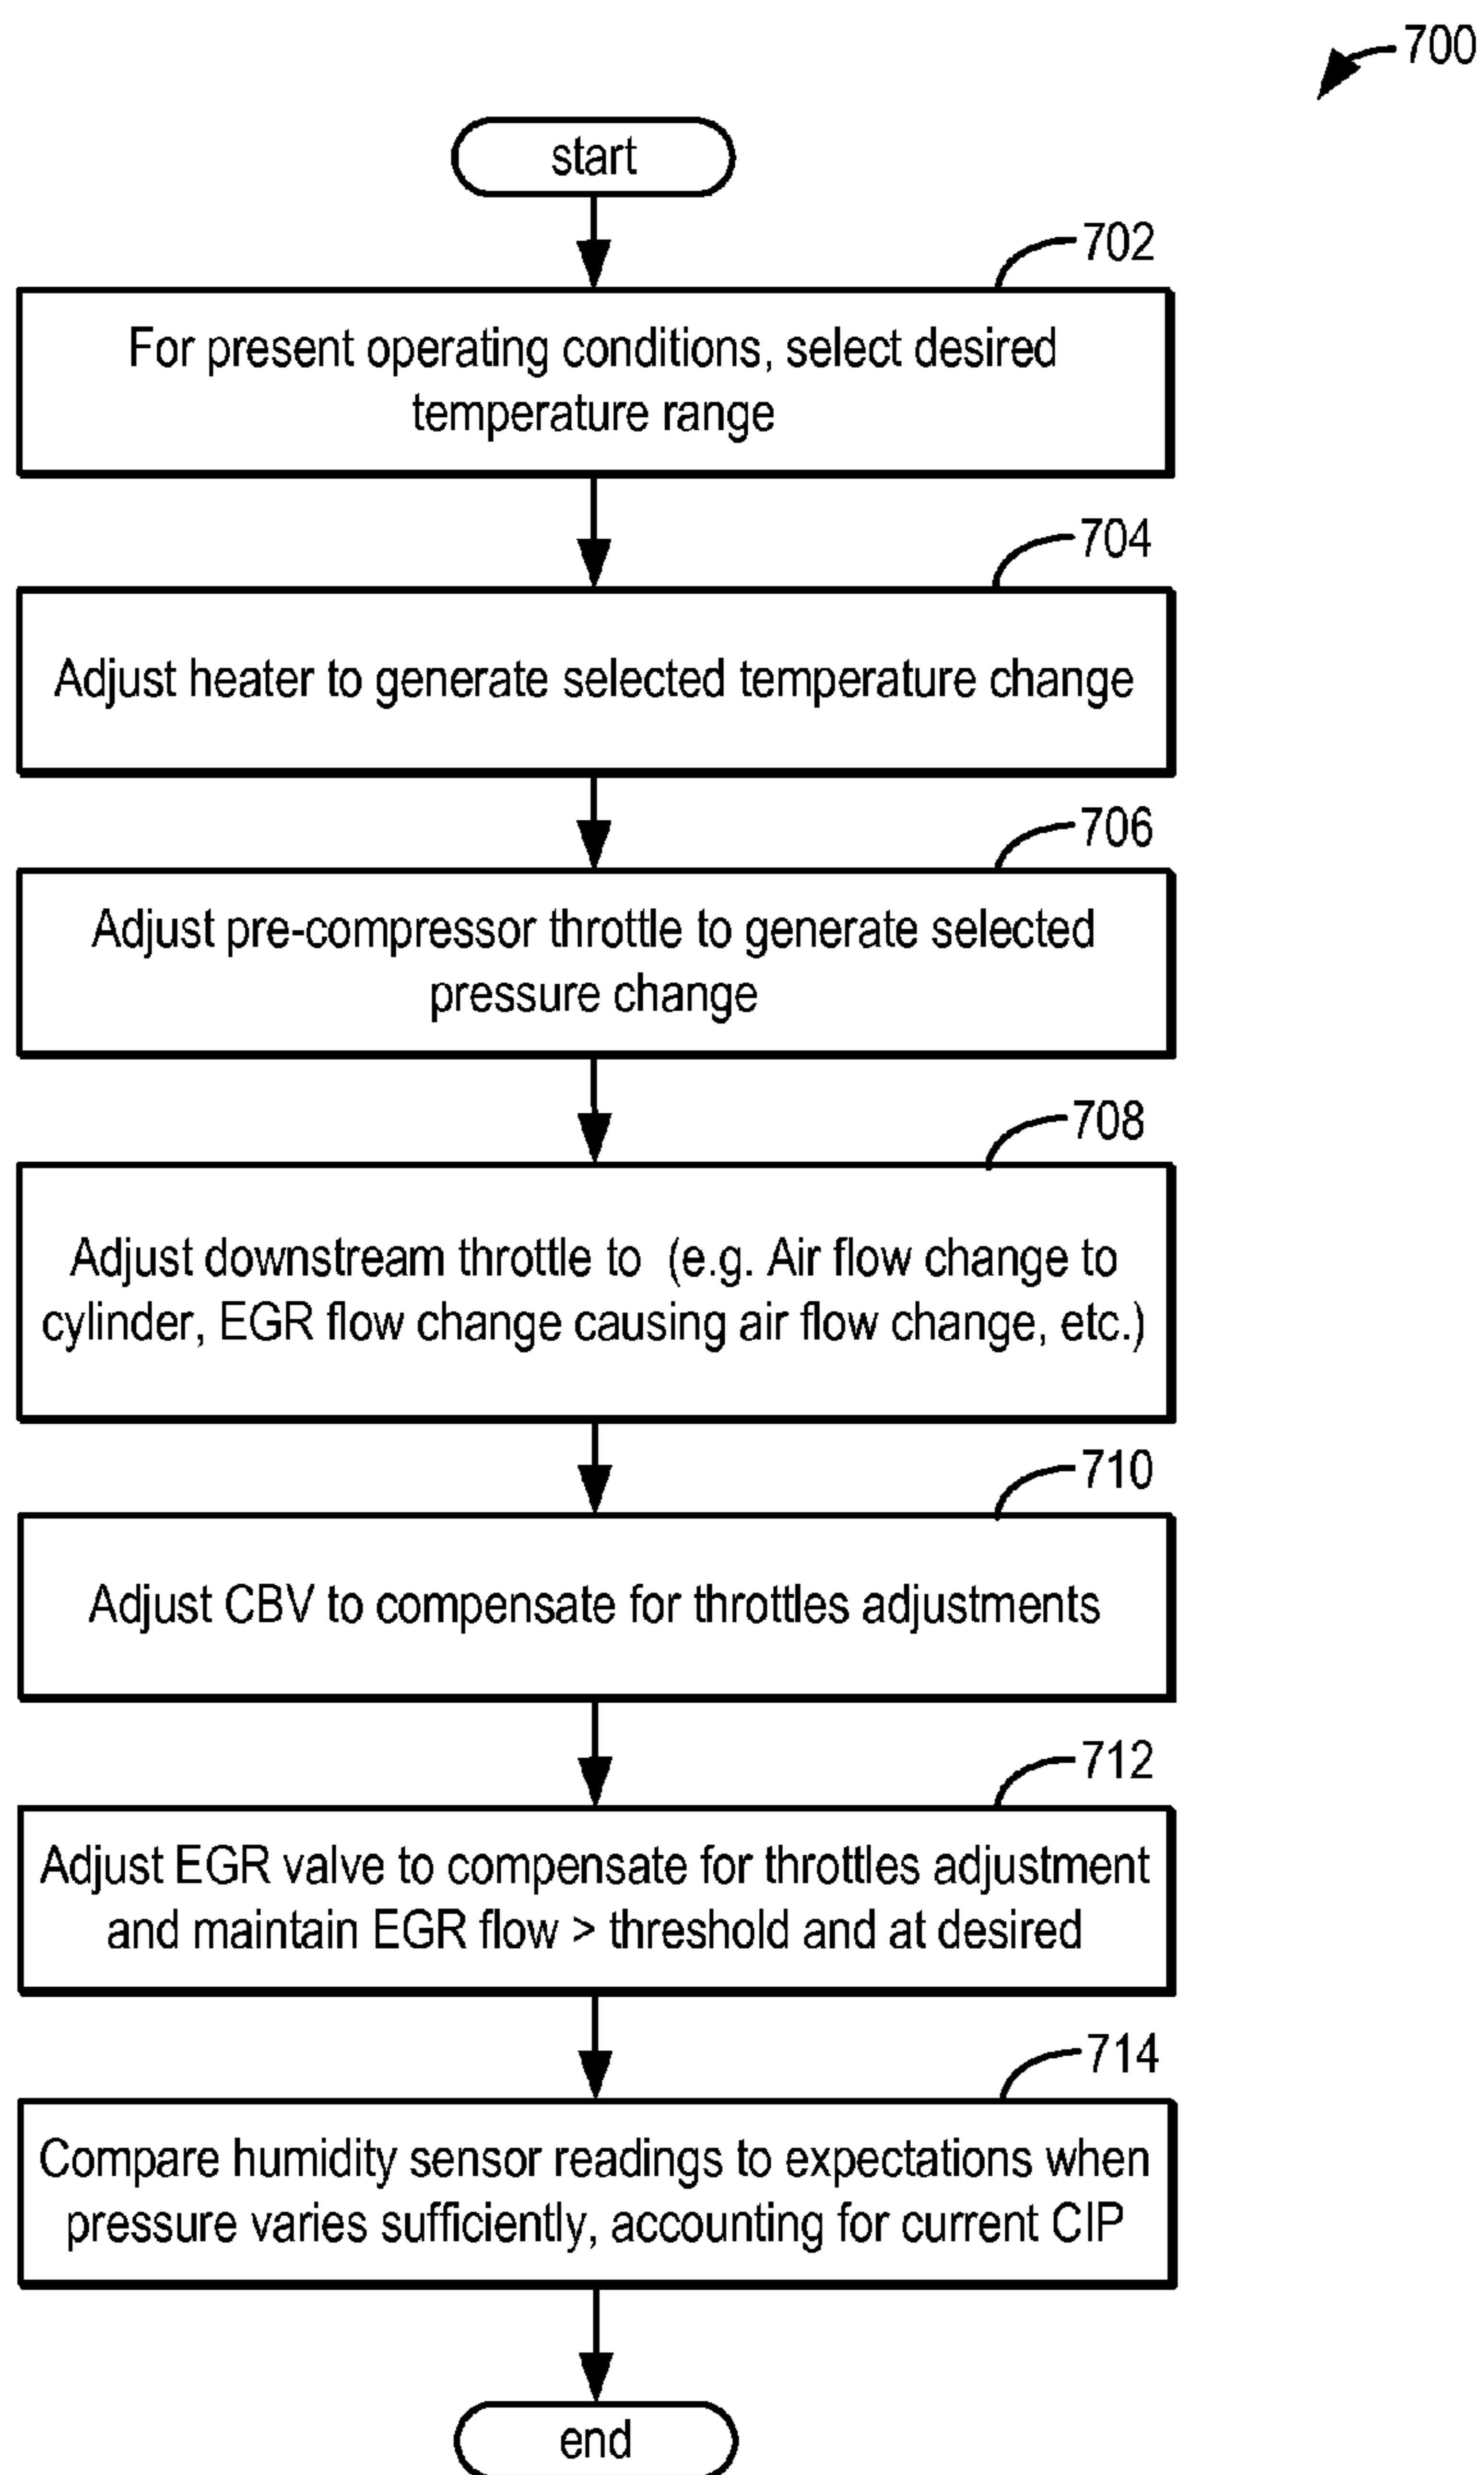 700
start
702
For present operating conditions, select desired
temperature range
704
Adjust heater to generate selected temperature change
706
Adjust pre-compressor throttle to generate selected
pressure change
708
Adjust downstream throttle to (e.g. Air flow change to
cylinder, EGR flow change causing air flow change, etc.)
710
Adjust CBV to compensate for throttles adjustments
712
Adjust EGR valve to compensate for throttles adjustment
and maintain EGR flow > threshold and at desired
714
Compare humidity sensor readings to expectations when
pressure varies sufficiently, accounting for current CIP
end